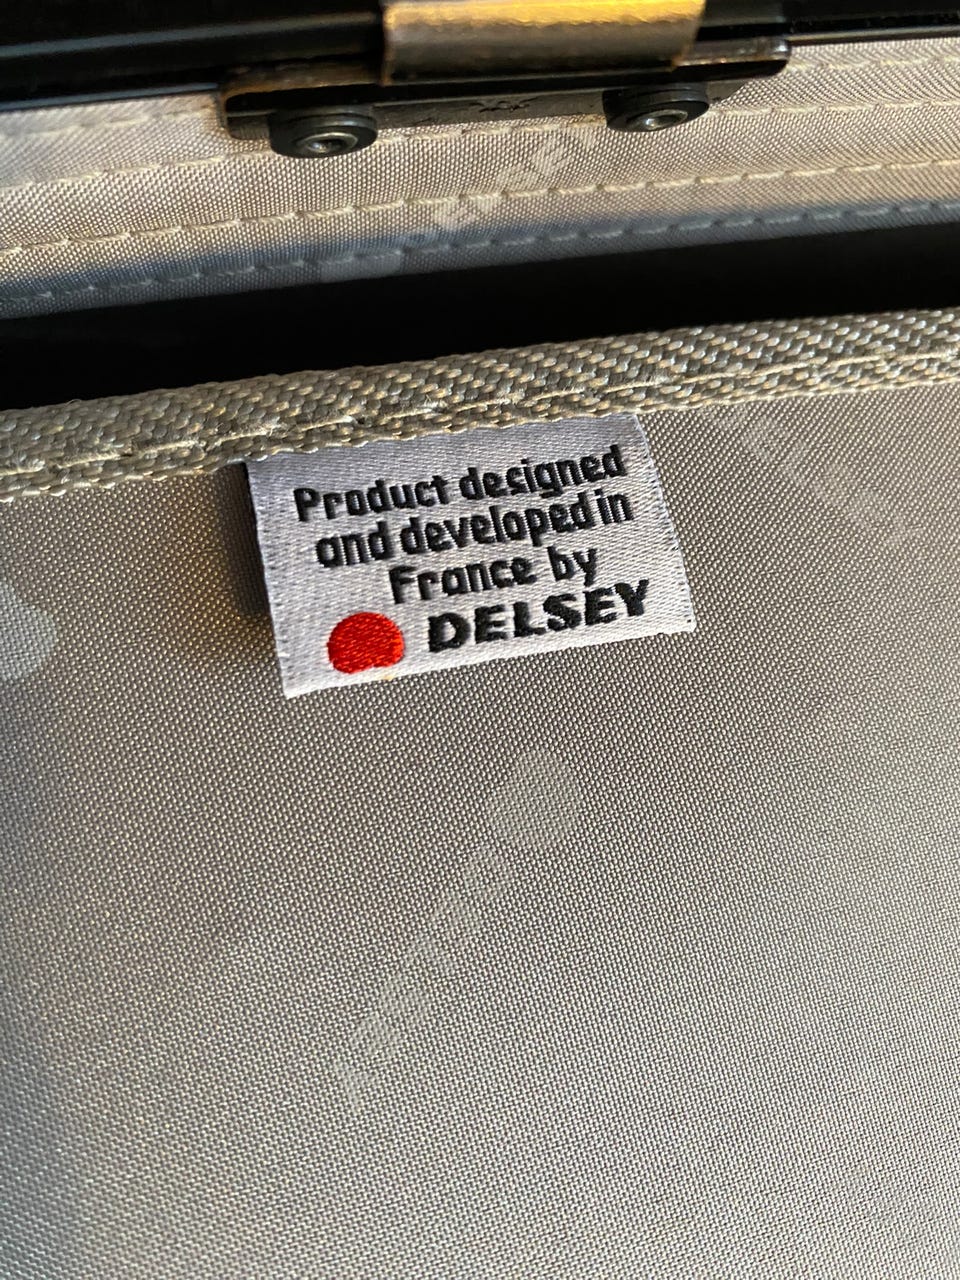 Product designed
and developed in
France by
DELSEY